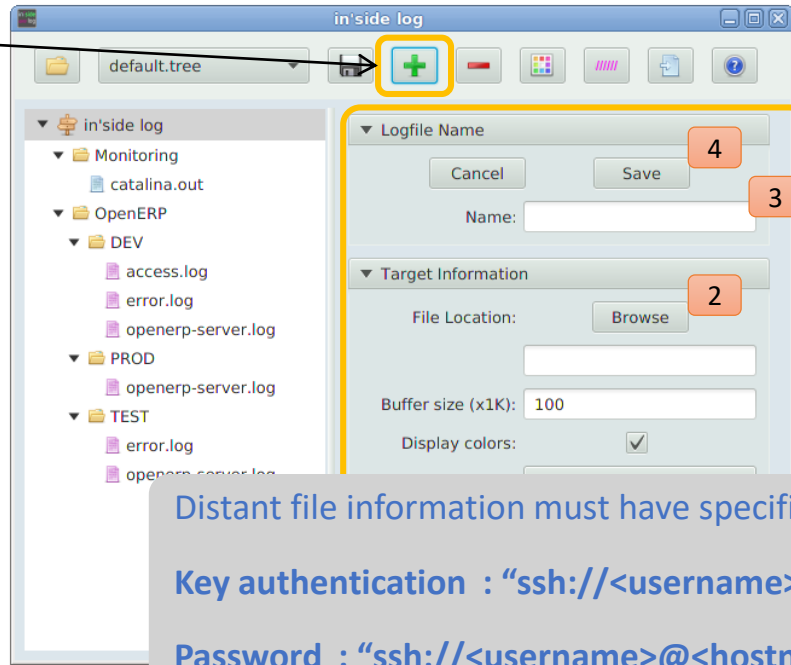 in'side log
default.tree
in'side log
Monitoring
catalina.out
OpenERP
DEV
access.log
error.log
openerp-server.log
PROD
openerp-server.log
TEST
error.log
openerp-server.log
Logfile Name
4
Cancel
Save
3
Name:
Target Information
2
File Location:
Browse
Buffer size (x1K):
100
Display colors:
Distant file information must have specifi
Key authentication : “ssh://<username>
Password : “ssh://<username>@<hostn